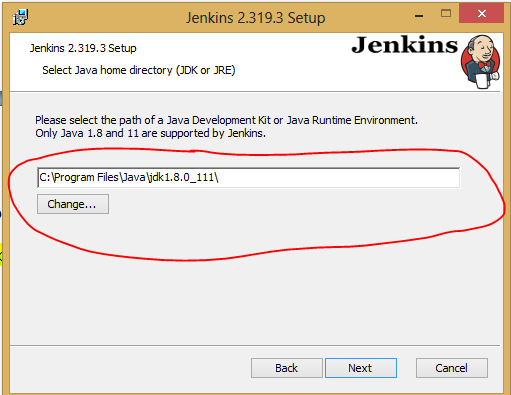 Jenkins 2.319.3 Setup
Jenkins 2.319.3 Setup
Select Java home directory (JDK or JRE)
Jenkins
Please select the path of a Java Development Kit or Java Runtime Environment.
Only Java 1.8 and 11 are supported by Jenkins.
C:\Program Files\Java\jdk1.8.0_111\
Change...
Back
Next
Cancel